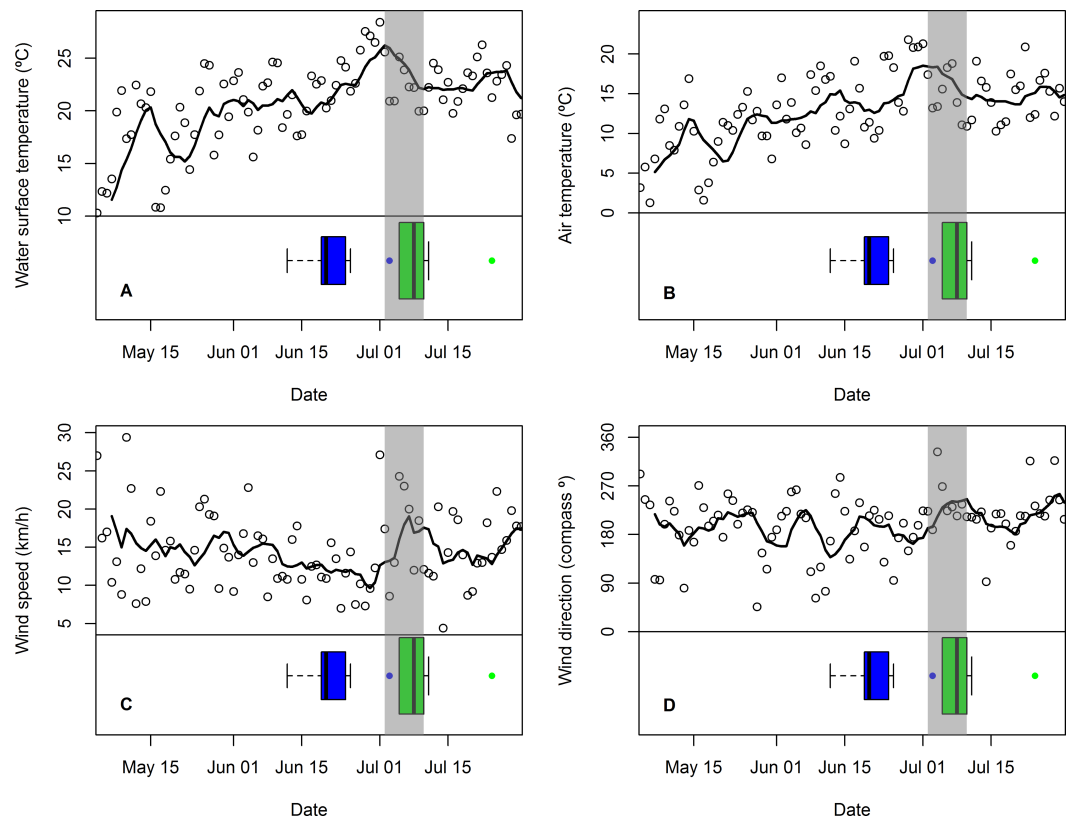 Water surface temperature (ºC)
25
20
15
10
A
May 15 Jun 01 Jun 15 Jul 01 Jul 15
Date
Air temperature (ºC)
20
15
10
5
0
B
May 15 Jun 01 Jun 15 Jul 01 Jul 15
Date
Wind speed (km/h)
30
25
20
15
10
5
C
May 15 Jun 01 Jun 15 Jul 01 Jul 15
Date
Wind direction (compass º)
360
270
180
90
0
D
May 15 Jun 01 Jun 15 Jul 01 Jul 15
Date